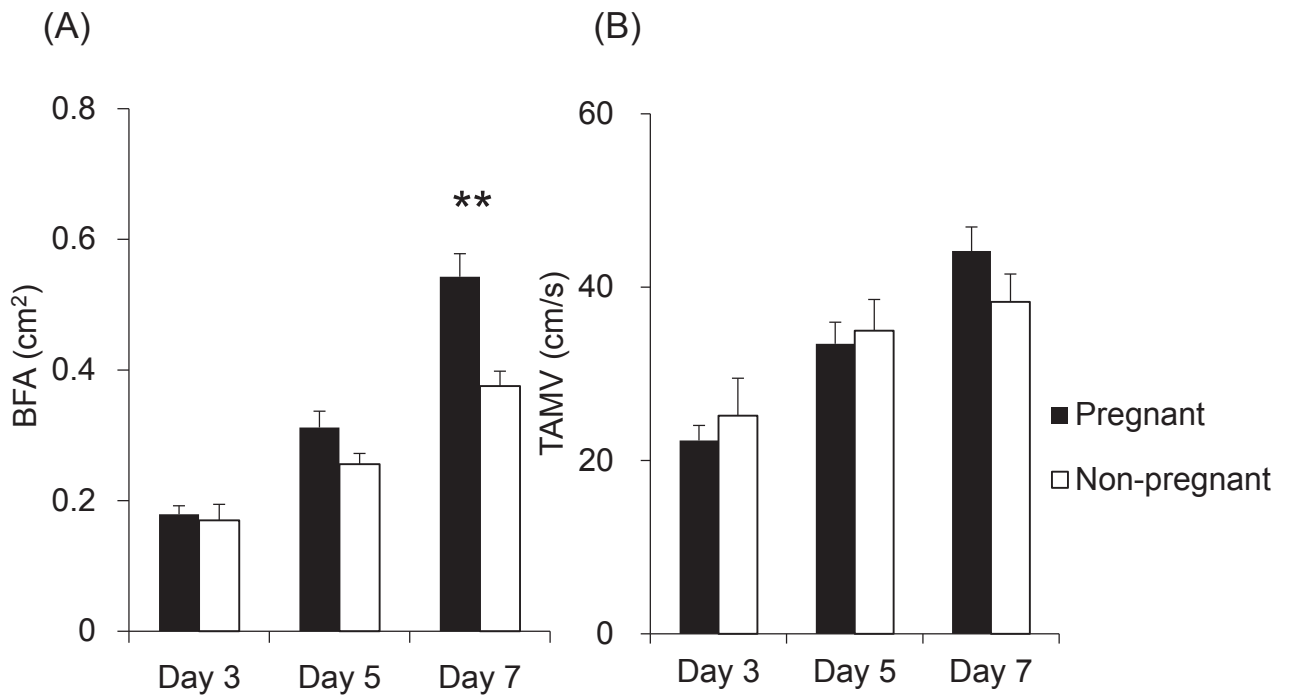 (A)
0.8
0.6
0.4
0.2
0
BFA (cm²)
**
Day 3 Day 5 Day 7
(B)
60
40
20
0
TAMV (cm/s)
Day 3 Day 5 Day 7
Pregnant
Non-pregnant